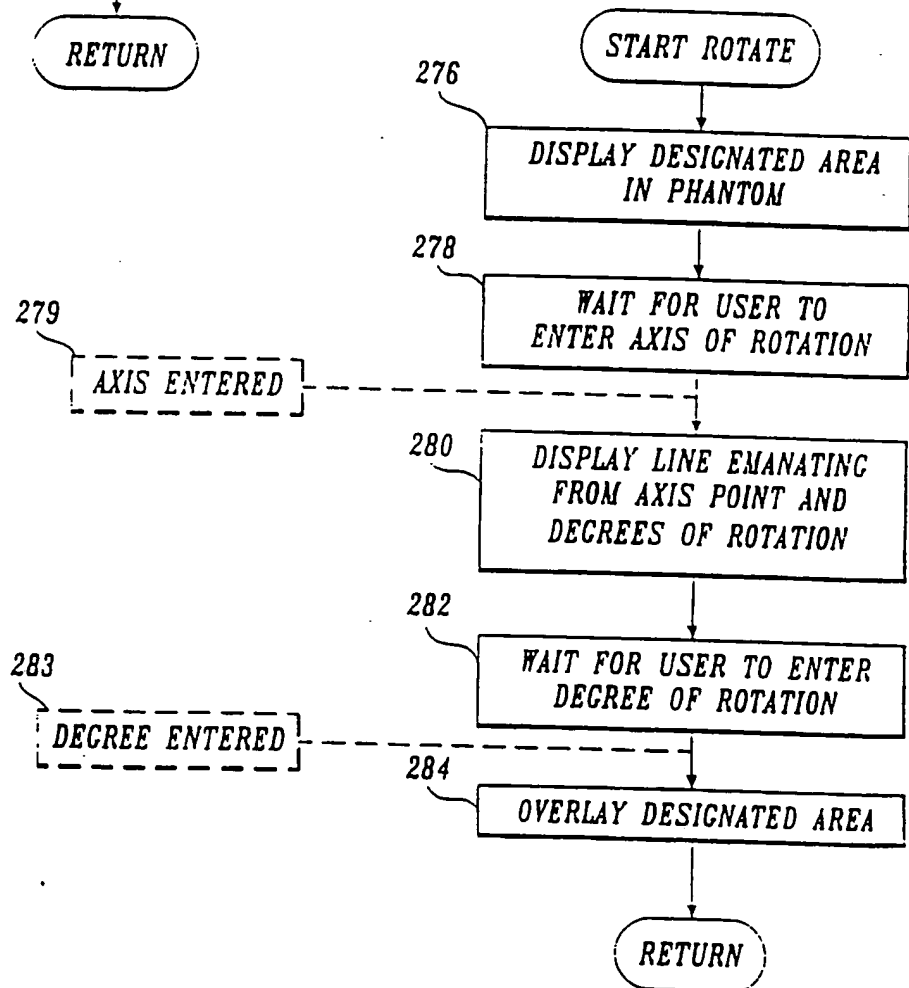 RETURN
START ROTATE
276
DISPLAY DESIGNATED AREA
IN PHANTOM
278
WAIT FOR USER TO
ENTER AXIS OF ROTATION
279
AXIS ENTERED
280
DISPLAY LINE EMANATING
FROM AXIS POINT AND
DEGREES OF ROTATION
282
WAIT FOR USER TO ENTER
DEGREE OF ROTATION
283
DEGREE ENTERED
284
OVERLAY DESIGNATED AREA
RETURN